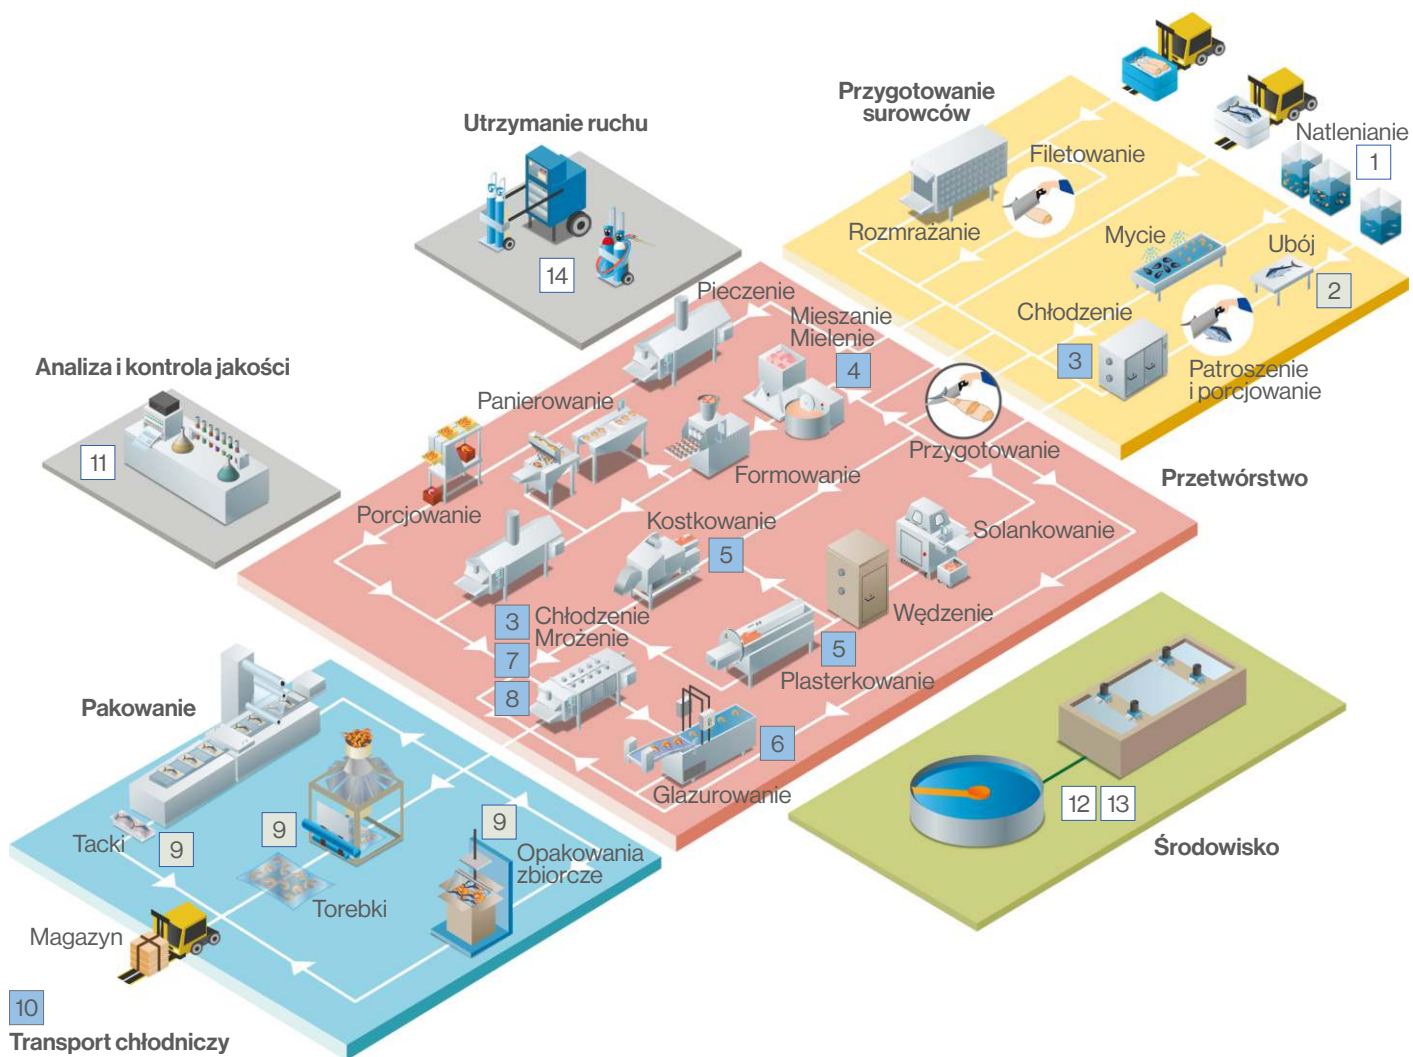 Przygotowanie
surowców
Utrzymanie ruchu
Natlenianie
1
Filetowanie
Rozmrażanie
Mycie
Ubój
2
14
Pieczenie
Chłodzenie
3
Mieszanie
Mielenie
4
Patroszenie
i porcjowanie
Analiza i kontrola jakości
11
Panierowanie
Przygotowanie
Formowanie
Przetwórstwo
Porcjowanie
Kostkowanie
5
Solankowanie
Wędzenie
3
Chłodzenie
Mrożenie
7
8
5
Plasterkowanie
Pakowanie
6
Glazurowanie
12
13
Środowisko
Tacki
9
9
9
Opakowania
zbiorcze
Torebki
Magazyn
10
Transport chłodniczy